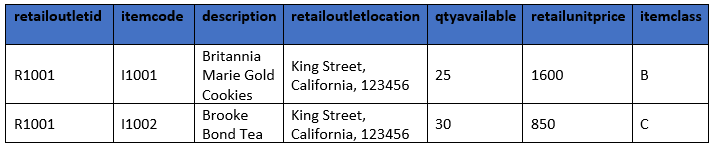 retailoutletid itemcode description retailoutletlocation qtyavailable retailunitprice itemclass
R1001 I1001 Britannia Marie Gold Cookies King Street, California, 123456 25 1600 B
R1001 I1002 Brooke Bond Tea King Street, California, 123456 30 850 C